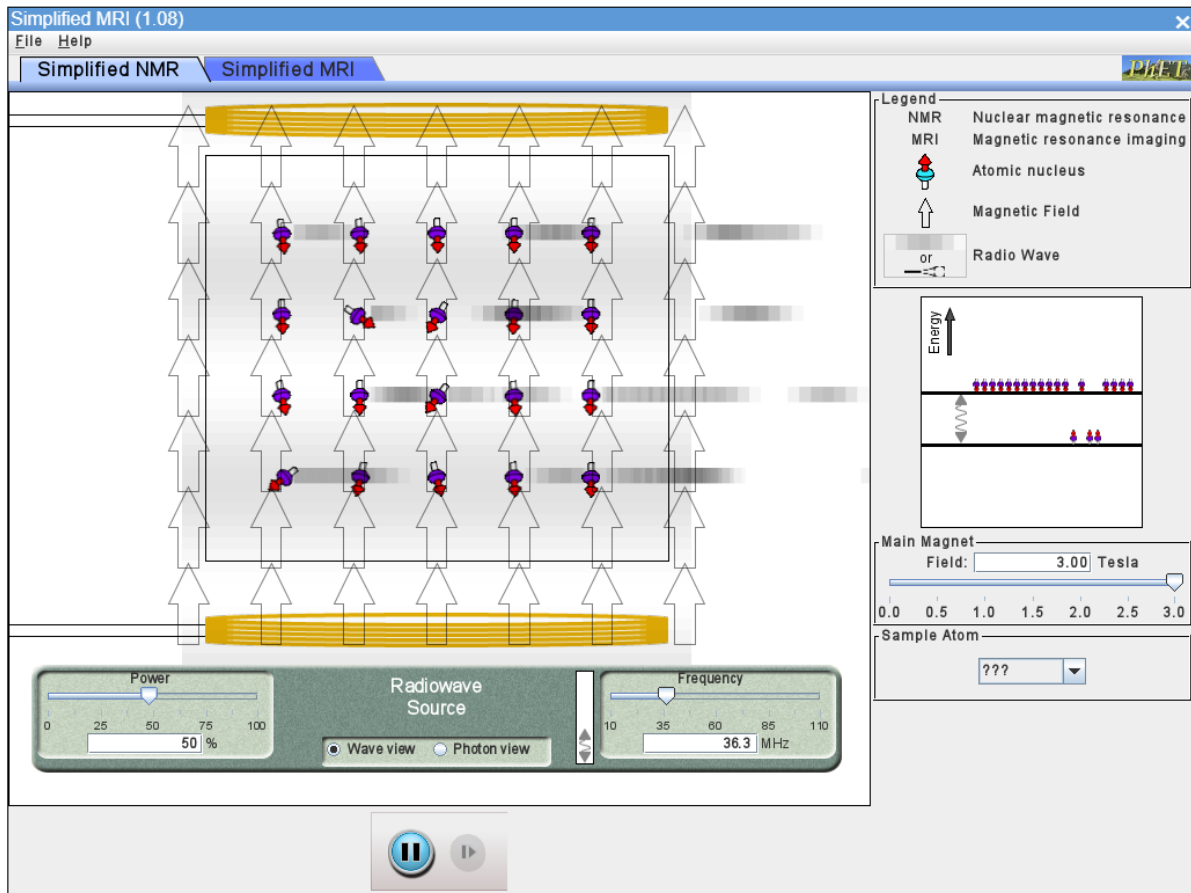 Simplified MRI (1.08)
File Help
Simplified NMR Simplified MRI
PhET
Legend
NMR Nuclear magnetic resonance
MRI Magnetic resonance imaging
Atomic nucleus
Magnetic Field
or
Radio Wave
Energy
Main Magnet
Field: 3.00 Tesla
0.0 0.5 1.0 1.5 2.0 2.5 3.0
Sample Atom
???
Power
0 25 50 75 100
50 %
Radiowave
Source
Wave view Photon view
Frequency
10 35 60 85 110
36.3 MHz